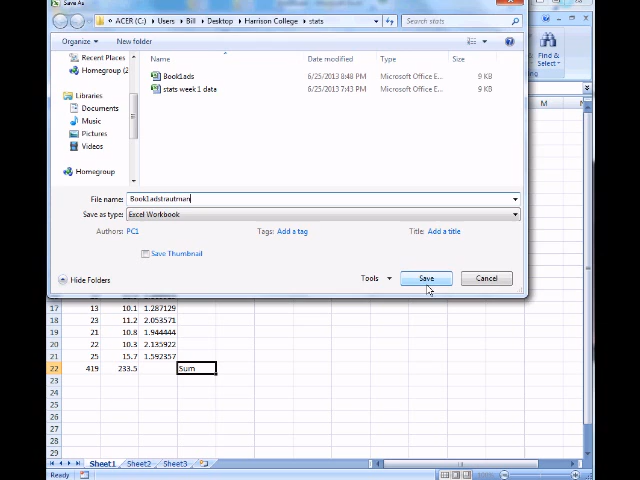 Save As
ACER (C:) ▸ Users ▸ Bill ▸ Desktop ▸ Harrison College ▸ stats
Search stats
Organize
New folder
Find &
Select
Recent Places
Homegroup (2
Libraries
Documents
Music
Pictures
Videos
Homegroup
Name Date modified Type Size
Book1ads 6/25/2013 8:48 PM Microsoft Office E... 9 KB
stats week 1 data 6/25/2013 7:43 PM Microsoft Office E... 9 KB
File name: Book1adstrautman
Save as type: Excel Workbook
Authors: PC1 Tags: Add a tag Title: Add a title
Save Thumbnail
Hide Folders
Tools Save Cancel
M N
17 13 10.1 1.287129
18 23 11.2 2.053571
19 21 10.8 1.944444
20 22 10.3 2.135922
21 25 15.7 1.592357
22 419 233.5 Sum
23
24
25
26
27
28
29
Sheet1 Sheet2 Sheet3
Ready 100%